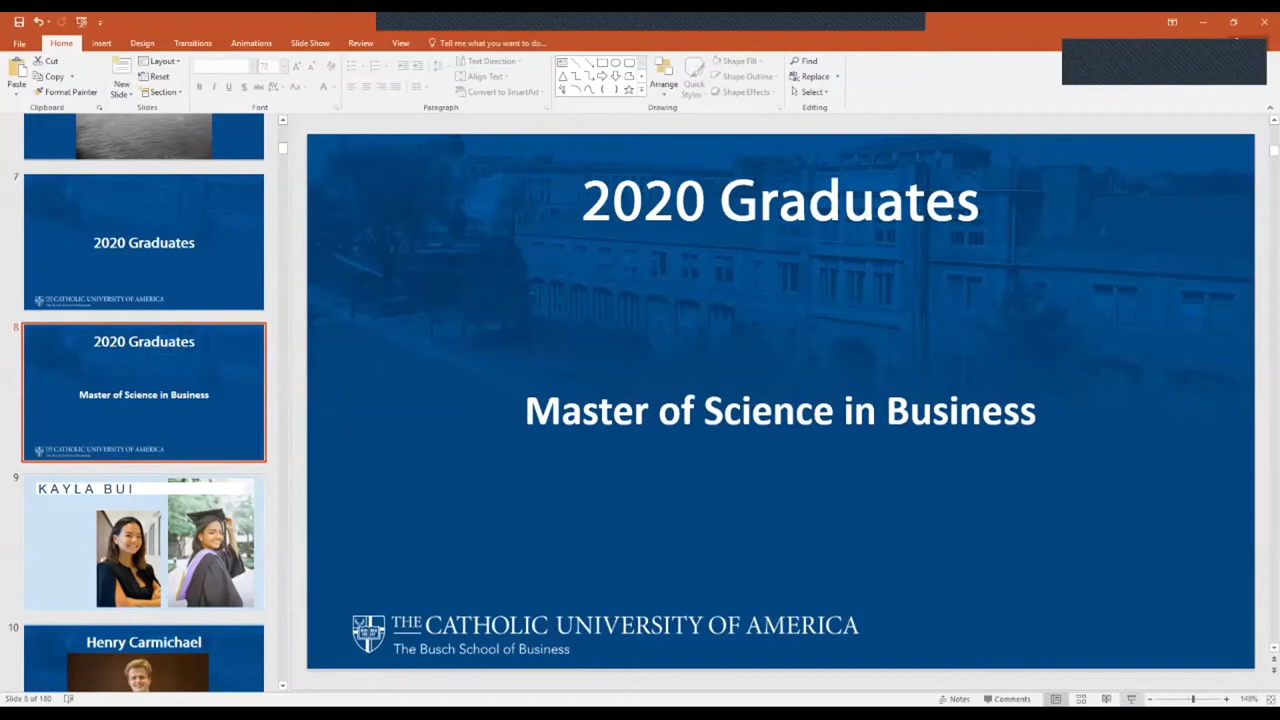 File
Home
Insert
Design
Transitions
Animations
Slide Show
Review
View
Tell me what you want to do...
Paste
Cut
Copy
Format Painter
Clipboard
New
Slide
Layout
Reset
Section
Slides
72
Font
Text Direction
Align Text
Convert to SmartArt
Paragraph
Arrange
Quick
Styles
Shape Fill
Shape Outline
Shape Effects
Drawing
Find
Replace
Select
Editing
7
2020 Graduates
THE CATHOLIC UNIVERSITY OF AMERICA
8
2020 Graduates
Master of Science in Business
THE CATHOLIC UNIVERSITY OF AMERICA
9
KAYLA BUI
10
Henry Carmichael
2020 Graduates
Master of Science in Business
THE CATHOLIC UNIVERSITY OF AMERICA
The Busch School of Business
Slide 8 of 180
Notes
Comments
148%